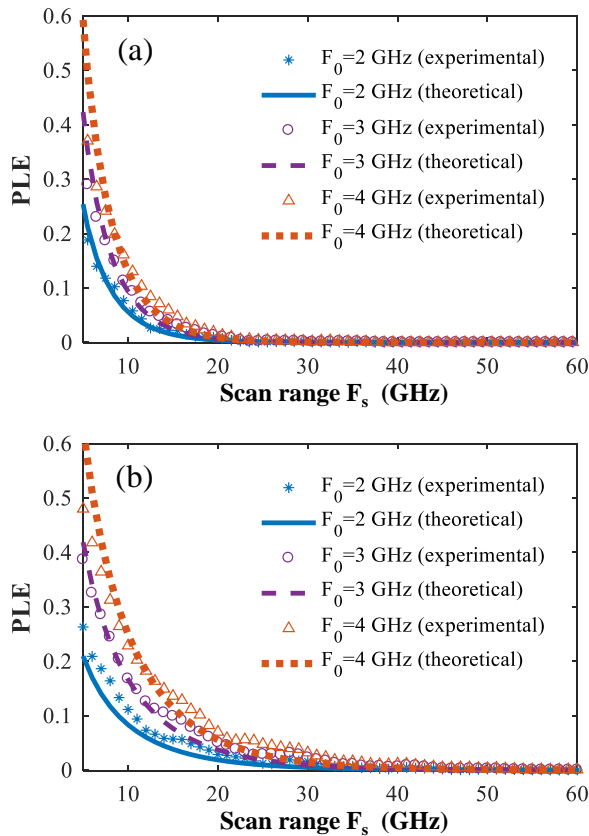 0.6
0.5
0.4
0.3
0.2
0.1
0
PLE
(a)
F0=2 GHz (experimental)
F0=2 GHz (theoretical)
F0=3 GHz (experimental)
F0=3 GHz (theoretical)
F0=4 GHz (experimental)
F0=4 GHz (theoretical)
10 20 30 40 50 60
Scan range Fs (GHz)
0.6
0.5
0.4
0.3
0.2
0.1
0
PLE
(b)
F0=2 GHz (experimental)
F0=2 GHz (theoretical)
F0=3 GHz (experimental)
F0=3 GHz (theoretical)
F0=4 GHz (experimental)
F0=4 GHz (theoretical)
10 20 30 40 50 60
Scan range Fs (GHz)